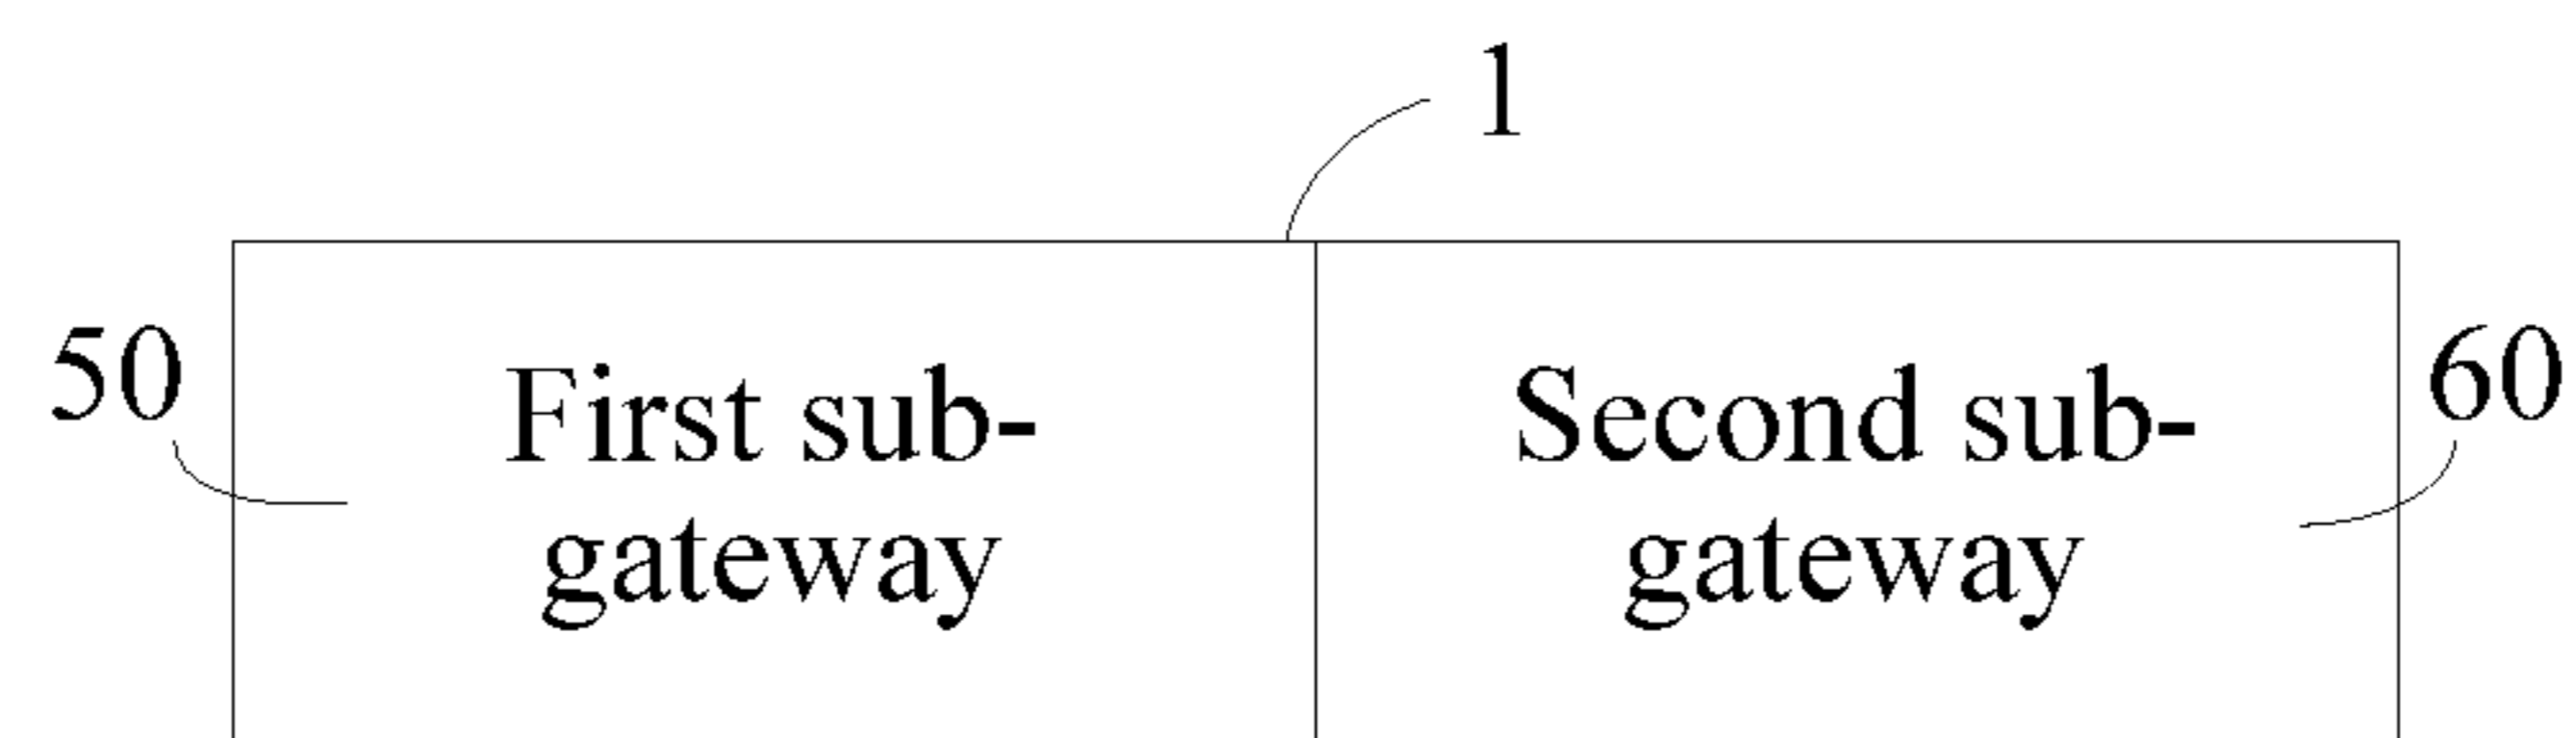 1
50
First sub-
gateway
Second sub-
gateway
60